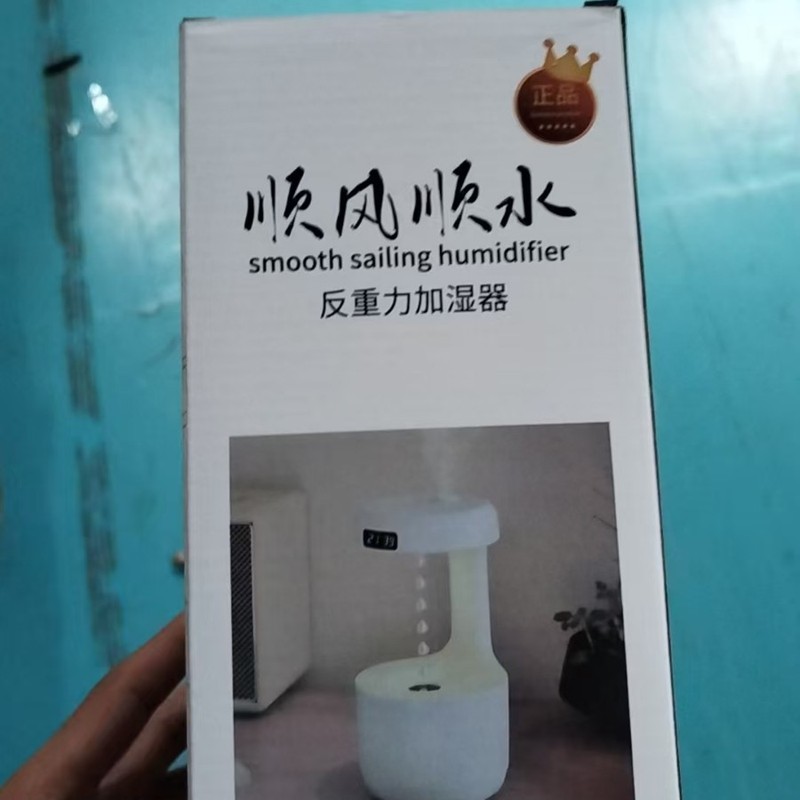 正品
顺风顺水
smooth sailing humidifier
反重力加湿器